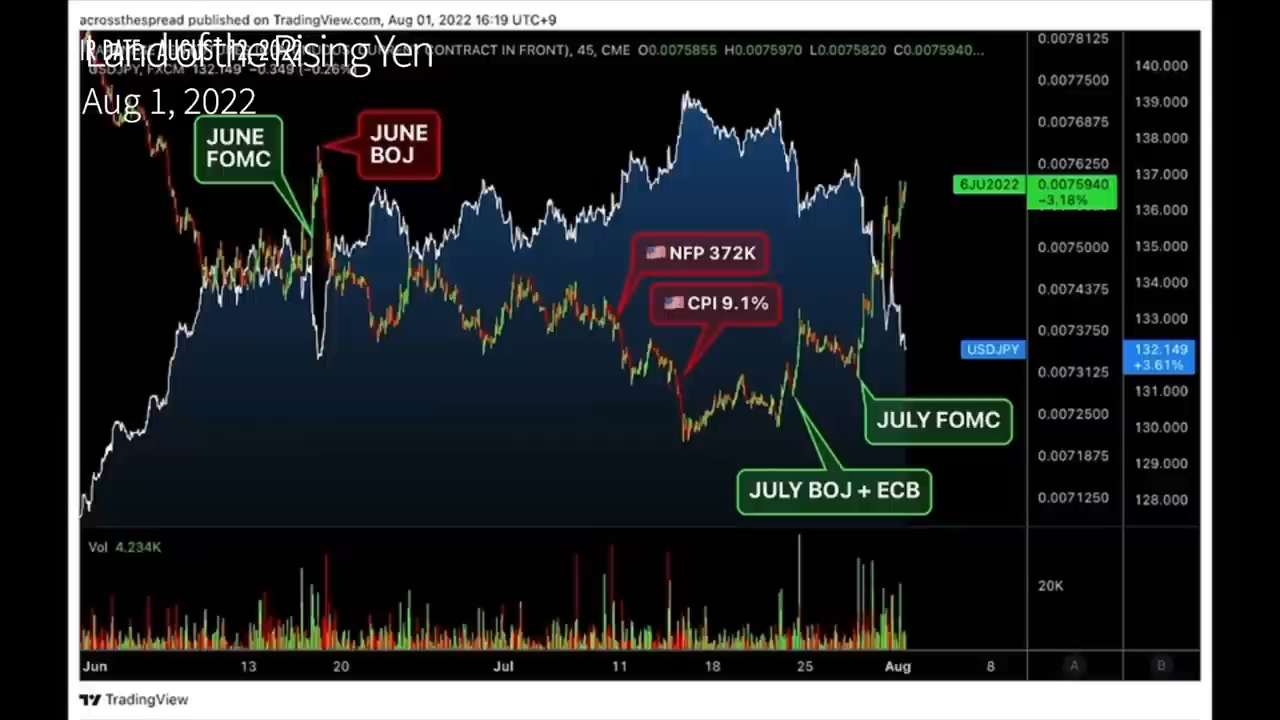 acrossthespread published on TradingView.com, Aug 01, 2022 16:19 UTC+9
Land of the Rising Yen
Aug 1, 2022
CONTRACT IN FRONT), 45, CME O0.0075855 H0.0075970 L0.0075820 C0.0075940...
USDJPY, FXCM 132.149 −0.349 (−0.26%)
JUNE
FOMC
JUNE
BOJ
🇺🇸 NFP 372K
🇺🇸 CPI 9.1%
JULY FOMC
JULY BOJ + ECB
0.0078125
0.0077500
0.0076875
0.0076250
6JU2022 0.0075940
−3.18%
0.0075000
0.0074375
0.0073750
0.0073125
0.0072500
0.0071875
0.0071250
140.000
139.000
138.000
137.000
136.000
135.000
134.000
133.000
USDJPY 132.149
+3.61%
131.000
130.000
129.000
128.000
Vol 4.234K
20K
Jun 13 20 Jul 11 18 25 Aug 8 A B
TradingView